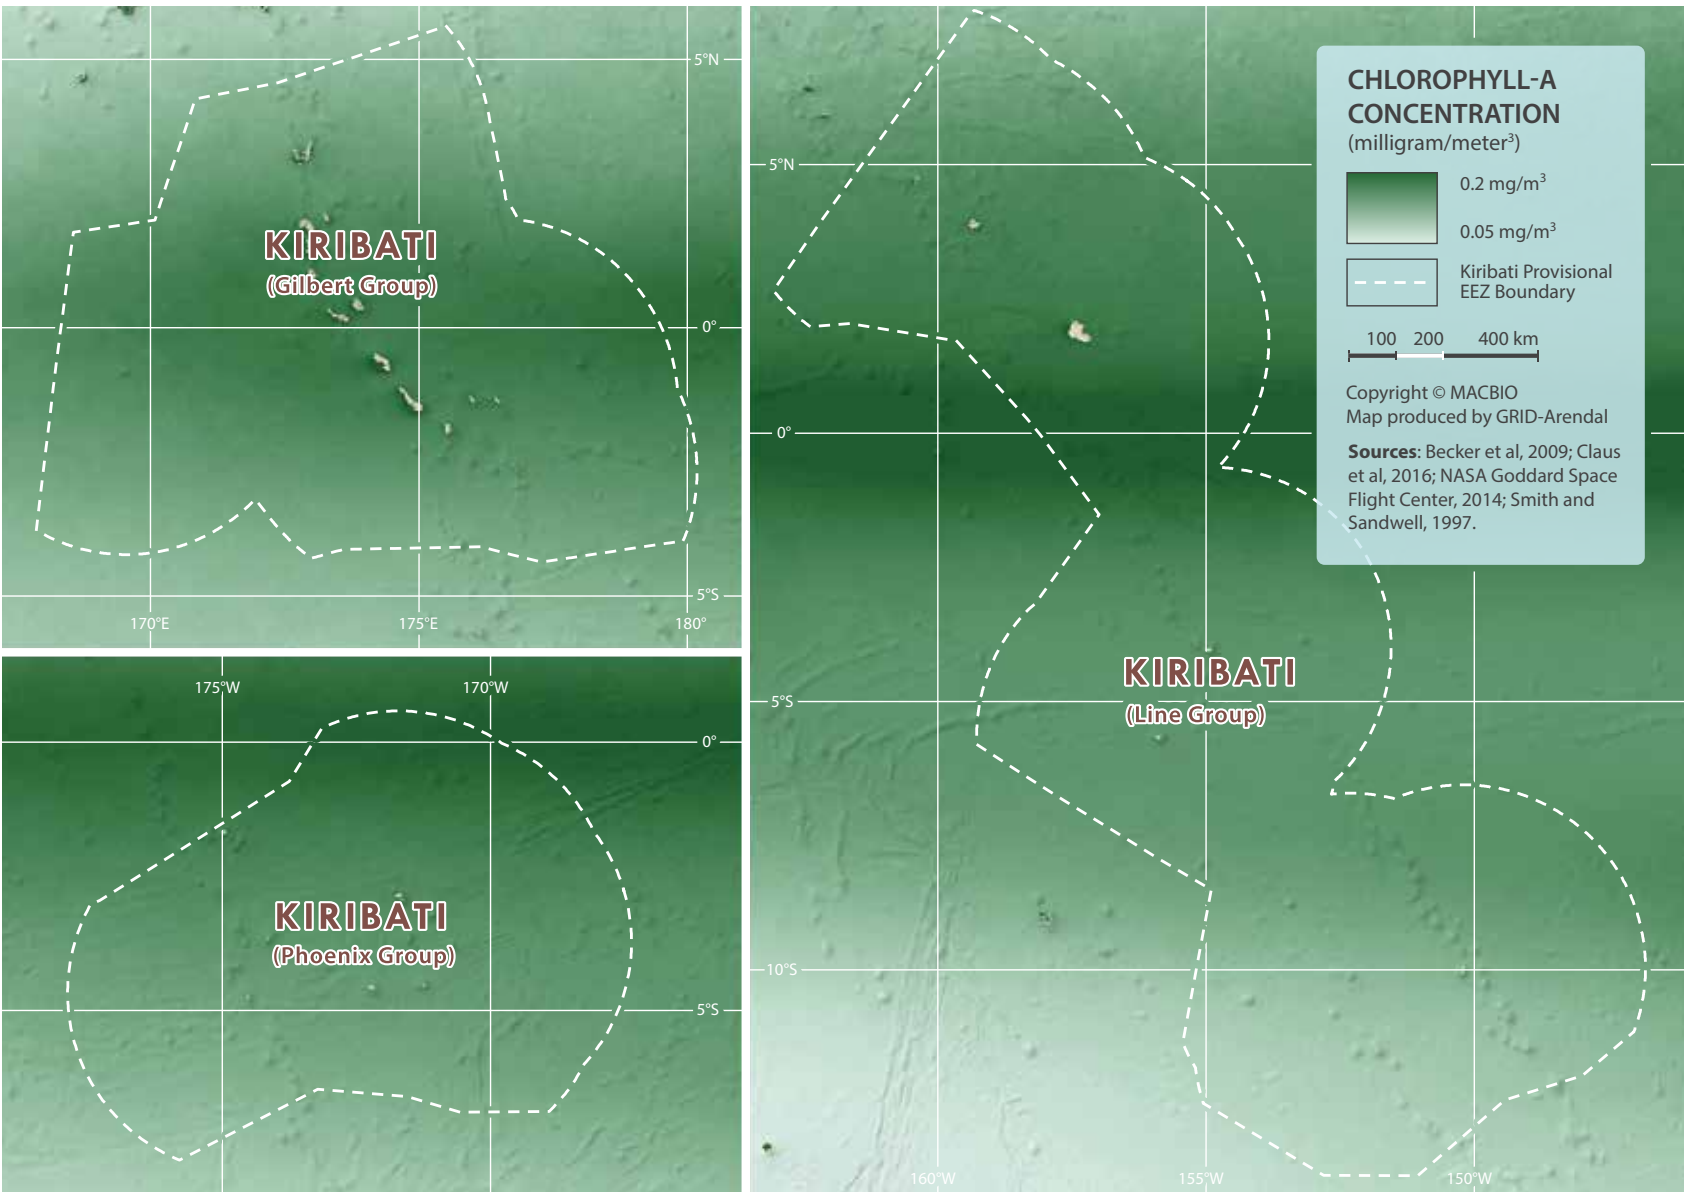 5°N
KIRIBATI
(Gilbert Group)
0°
5°S
170°E
175°E
180°
175°W
170°W
0°
KIRIBATI
(Phoenix Group)
5°S
5°N
0°
KIRIBATI
(Line Group)
5°S
10°S
160°W
155°W
150°W
CHLOROPHYLL-A
CONCENTRATION
(milligram/meter³)
0.2 mg/m³
0.05 mg/m³
Kiribati Provisional
EEZ Boundary
100 200 400 km
Copyright © MACBIO
Map produced by GRID-Arendal
Sources: Becker et al, 2009; Claus
et al, 2016; NASA Goddard Space
Flight Center, 2014; Smith and
Sandwell, 1997.